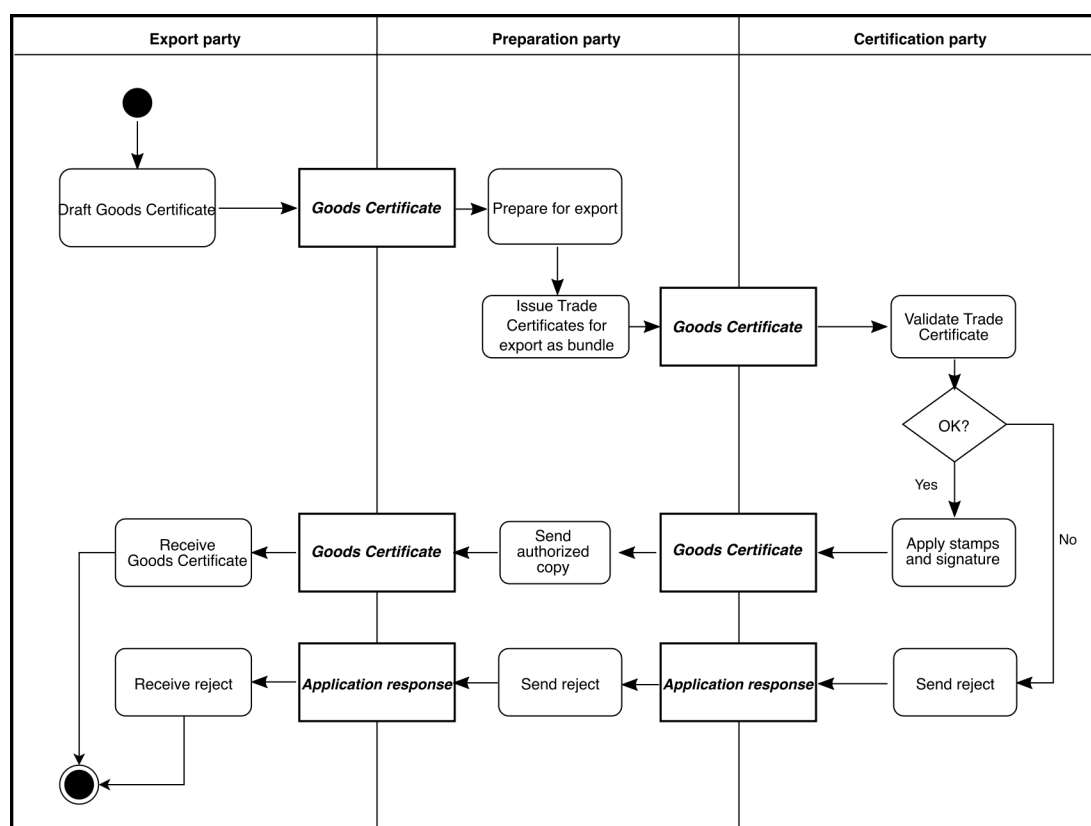 Export party
Preparation party
Certification party
Draft Goods Certificate
Goods Certificate
Prepare for export
Issue Trade
Certificates for
export as bundle
Goods Certificate
Validate Trade
Certificate
OK?
Yes
No
Receive
Goods Certificate
Goods Certificate
Send
authorized
copy
Goods Certificate
Apply stamps
and signature
Receive reject
Application response
Send reject
Application response
Send reject